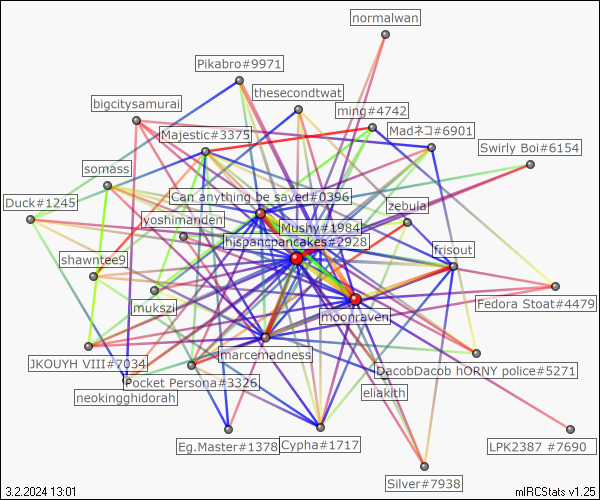 normalwan
Pikabro#9971
thesecondtwat
bigcitysamurai
ming#4742
Majestic#3375
Madネコ#6901
Swirly Boi#6154
somass
Can anything be saved#0396
Duck#1245
zebula
yoshimanden
Mushy#1984
hispancpancakes#2928
frisout
shawntee9
mukszi
Fedora Stoat#4479
moonraven
marcemadness
JKOUYH VIII#7034
DacobDacob hORNY police#5271
Pocket Persona#3326
eliakith
neokingghidorah
Eg.Master#1378
Cypha#1717
LPK2387 #7690
Silver#7938
3.2.2024 13:01
mIRCStats v1.25